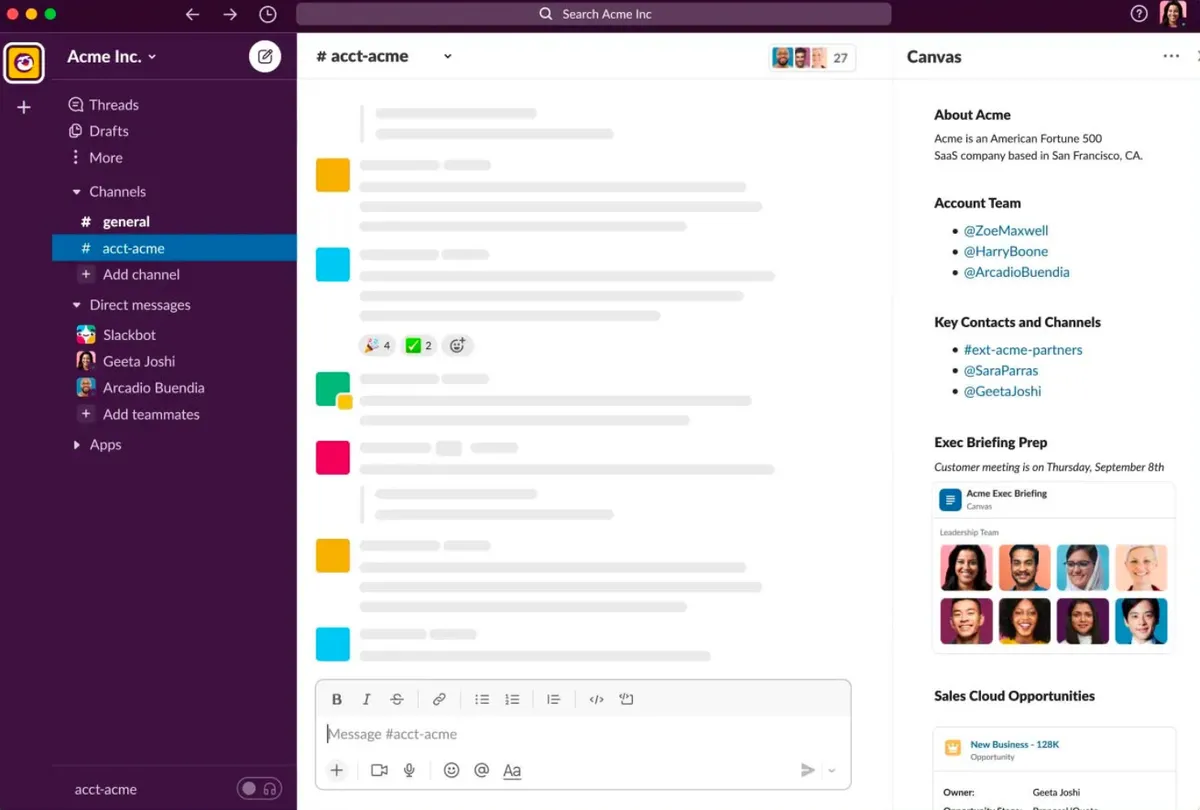 Search Acme Inc
Acme Inc.
Threads
Drafts
More
Channels
# general
# acct-acme
+ Add channel
Direct messages
Slackbot
Geeta Joshi
Arcadio Buendia
+ Add teammates
Apps
acct-acme
# acct-acme
27
4
2
B I S
Message #acct-acme
+ @ Aa
Canvas
About Acme
Acme is an American Fortune 500
SaaS company based in San Francisco, CA.
Account Team
• @ZoeMaxwell
• @HarryBoone
• @ArcadioBuendia
Key Contacts and Channels
• #ext-acme-partners
• @SaraParras
• @GeetaJoshi
Exec Briefing Prep
Customer meeting is on Thursday, September 8th
Acme Exec Briefing
Canvas
Leadership Team
Sales Cloud Opportunities
New Business - 128K
Opportunity
Owner: Geeta Joshi